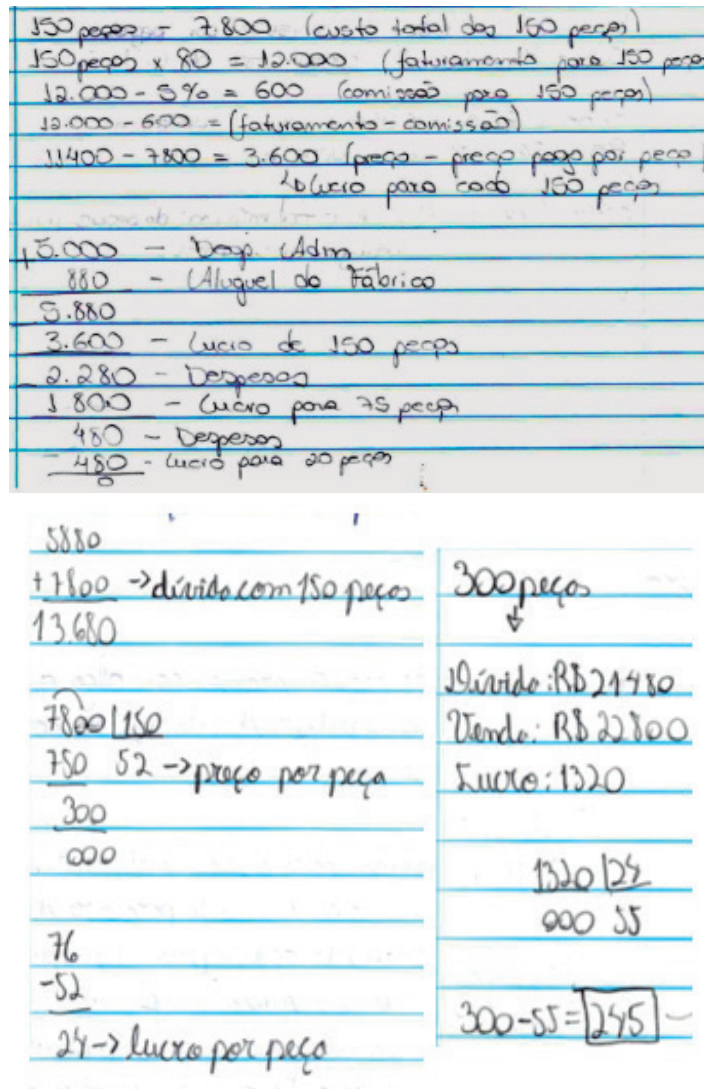 150 peças - 7.800 (custo total das 150 peças)
150 peças x 80 = 12.000 (faturamento para 150 peças
12.000 - 5% = 600 (comissão para 150 peças)
12.000 - 600 = (faturamento - comissão)
11400 - 7800 = 3.600 (preço - preço pago por peça)
↳ Lucro para cada 150 peças
+5.000 - Desp. Adm
880 - Aluguel da Fábrica
5.880
3.600 - Lucro de 150 peças
2.280 - Despesas
1.800 - Lucro para 75 peças
480 - Despesas
- 480 - Lucro para 20 peças
0
5880
+7800 -> dívida com 150 peças
13.680
7800 |150
750 52 -> preço por peça
300
000
76
-52
24 -> lucro por peça
300 peças
↓
Dívida: R$ 21480
Venda: R$ 22800
Lucro: 1320
1320 |24
000 55
300-55=245